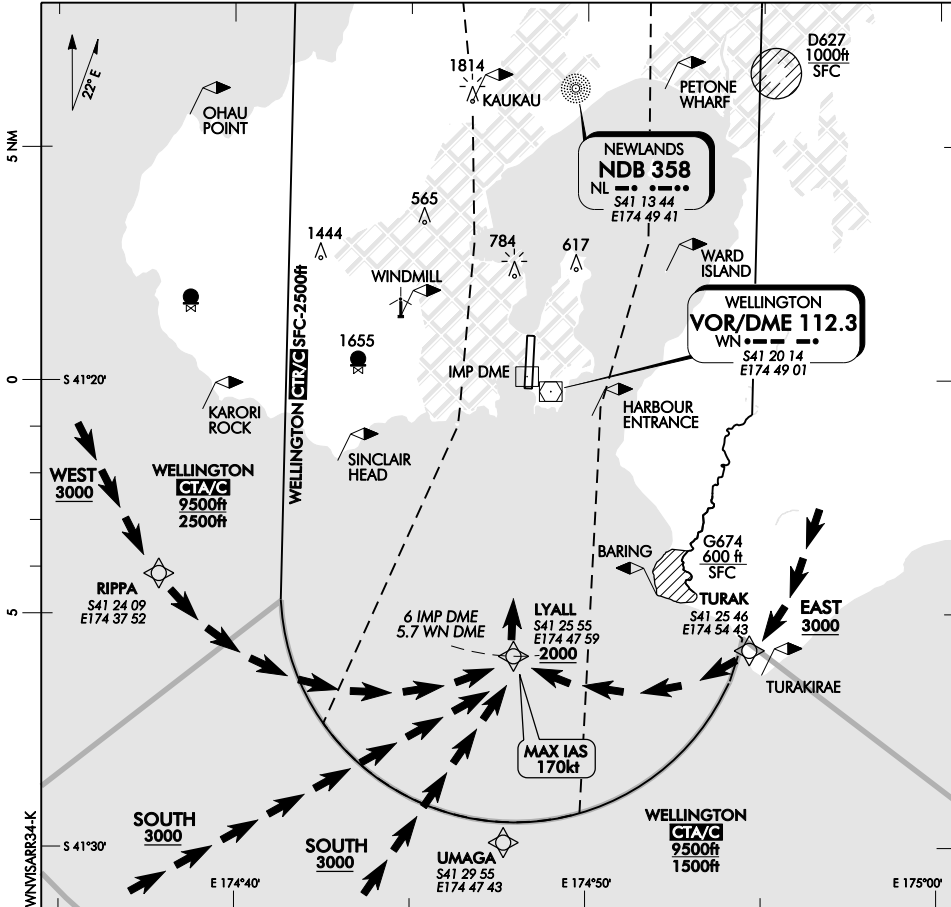 D627
1000ft
SFC
1814
KAUKAU
PETONE
WHARF
22° E
OHAU
POINT
5 NM
NEWLANDS
NDB 358
NL
S41 13 44
E174 49 41
565
1444
784
617
WARD
ISLAND
WINDMILL
WELLINGTON CTR/C SFC-2500ft
WELLINGTON
VOR/DME 112.3
WN
S41 20 14
E174 49 01
1655
IMP DME
0
S 41°20'
KARORI
ROCK
HARBOUR
ENTRANCE
SINCLAIR
HEAD
WEST
3000
WELLINGTON
CTA/C
9500ft
2500ft
BARING
G674
600 ft
SFC
RIPPA
S41 24 09
E174 37 52
5
6 IMP DME
5.7 WN DME
LYALL
S41 25 55
E174 47 59
2000
TURAK
S41 25 46
E174 54 43
EAST
3000
TURAKIRAE
MAX IAS
170kt
SOUTH
3000
SOUTH
3000
WELLINGTON
CTA/C
9500ft
1500ft
S 41°30'
UMAGA
S41 29 55
E174 47 43
E 174°40'
E 174°50'
E 175°00'
WNVISARR34-K